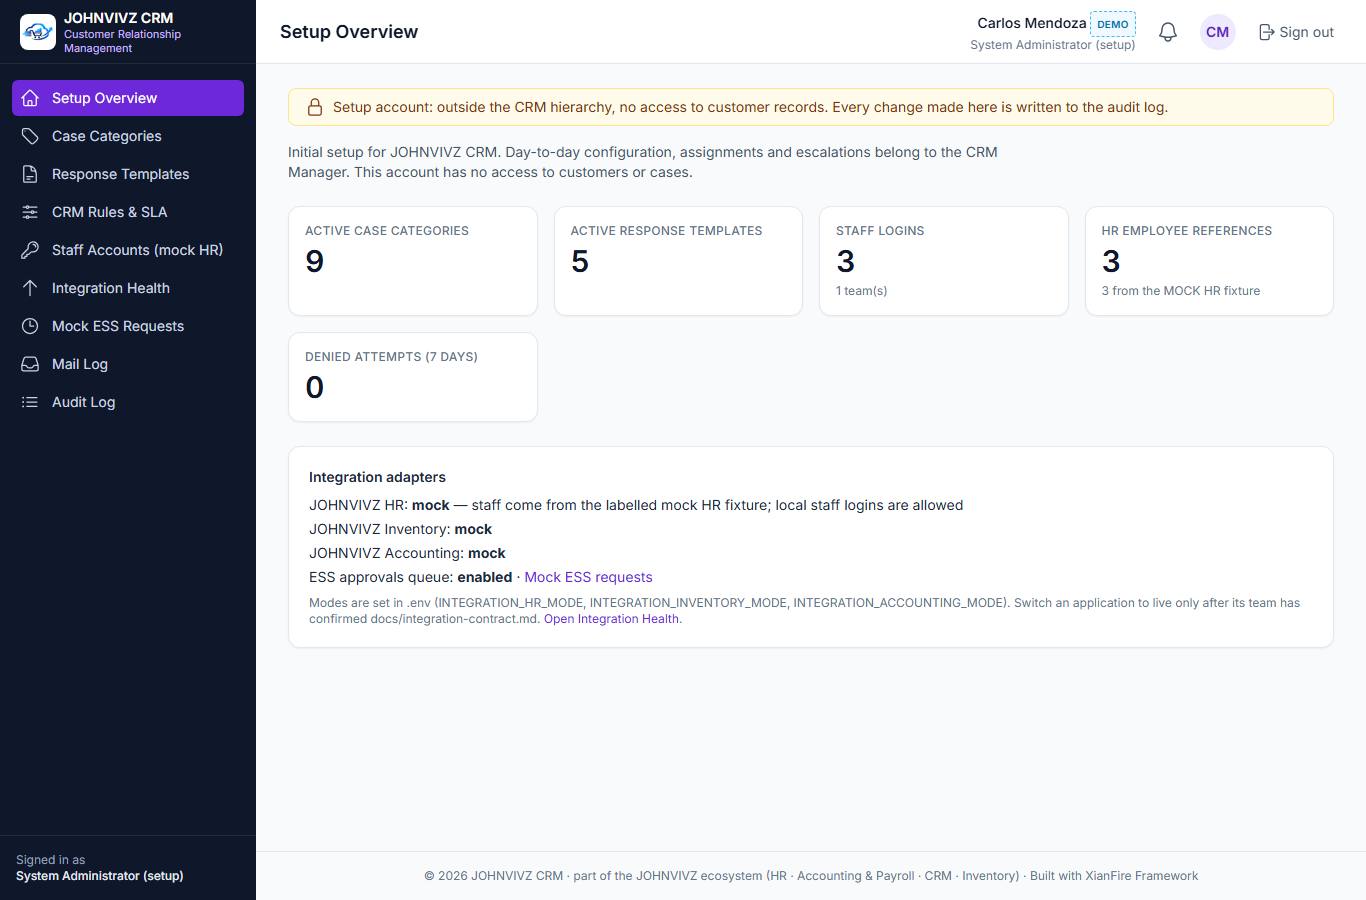 JOHNVIVZ CRM
Customer Relationship
Management
Setup Overview
Case Categories
Response Templates
CRM Rules & SLA
Staff Accounts (mock HR)
Integration Health
Mock ESS Requests
Mail Log
Audit Log
Signed in as
System Administrator (setup)
Setup Overview
Carlos Mendoza DEMO
System Administrator (setup)
CM
Sign out
Setup account: outside the CRM hierarchy, no access to customer records. Every change made here is written to the audit log.
Initial setup for JOHNVIVZ CRM. Day-to-day configuration, assignments and escalations belong to the CRM
Manager. This account has no access to customers or cases.
ACTIVE CASE CATEGORIES
9
ACTIVE RESPONSE TEMPLATES
5
STAFF LOGINS
3
1 team(s)
HR EMPLOYEE REFERENCES
3
3 from the MOCK HR fixture
DENIED ATTEMPTS (7 DAYS)
0
Integration adapters
JOHNVIVZ HR: mock — staff come from the labelled mock HR fixture; local staff logins are allowed
JOHNVIVZ Inventory: mock
JOHNVIVZ Accounting: mock
ESS approvals queue: enabled · Mock ESS requests
Modes are set in .env (INTEGRATION_HR_MODE, INTEGRATION_INVENTORY_MODE, INTEGRATION_ACCOUNTING_MODE). Switch an application to live only after its team has
confirmed docs/integration-contract.md. Open Integration Health.
© 2026 JOHNVIVZ CRM · part of the JOHNVIVZ ecosystem (HR · Accounting & Payroll · CRM · Inventory) · Built with XianFire Framework